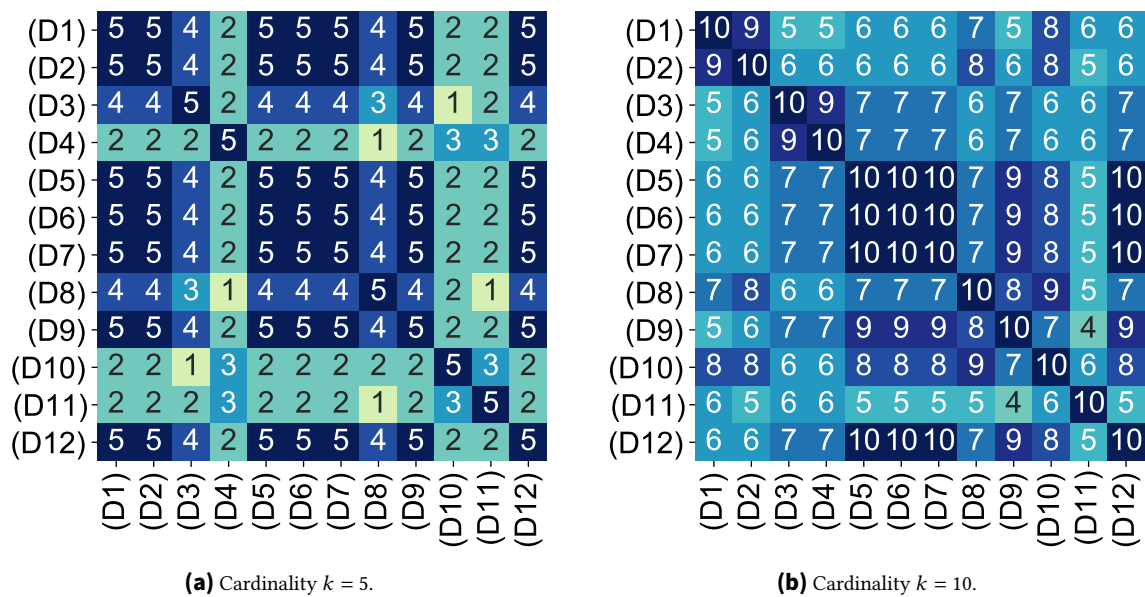 (D1) 5 5 4 2 5 5 5 4 5 2 2 5
(D2) 5 5 4 2 5 5 5 4 5 2 2 5
(D3) 4 4 5 2 4 4 4 3 4 1 2 4
(D4) 2 2 2 5 2 2 2 1 2 3 3 2
(D5) 5 5 4 2 5 5 5 4 5 2 2 5
(D6) 5 5 4 2 5 5 5 4 5 2 2 5
(D7) 5 5 4 2 5 5 5 4 5 2 2 5
(D8) 4 4 3 1 4 4 4 5 4 2 1 4
(D9) 5 5 4 2 5 5 5 4 5 2 2 5
(D10) 2 2 1 3 2 2 2 2 2 5 3 2
(D11) 2 2 2 3 2 2 2 1 2 3 5 2
(D12) 5 5 4 2 5 5 5 4 5 2 2 5
(D1) (D2) (D3) (D4) (D5) (D6) (D7) (D8) (D9) (D10) (D11) (D12)
(a) Cardinality k = 5.
(D1) 10 9 5 5 6 6 6 7 5 8 6 6
(D2) 9 10 6 6 6 6 6 8 6 8 5 6
(D3) 5 6 10 9 7 7 7 6 7 6 6 7
(D4) 5 6 9 10 7 7 7 6 7 6 6 7
(D5) 6 6 7 7 10 10 10 7 9 8 5 10
(D6) 6 6 7 7 10 10 10 7 9 8 5 10
(D7) 6 6 7 7 10 10 10 7 9 8 5 10
(D8) 7 8 6 6 7 7 7 10 8 9 5 7
(D9) 5 6 7 7 9 9 9 8 10 7 4 9
(D10) 8 8 6 6 8 8 8 9 7 10 6 8
(D11) 6 5 6 6 5 5 5 5 4 6 10 5
(D12) 6 6 7 7 10 10 10 7 9 8 5 10
(D1) (D2) (D3) (D4) (D5) (D6) (D7) (D8) (D9) (D10) (D11) (D12)
(b) Cardinality k = 10.